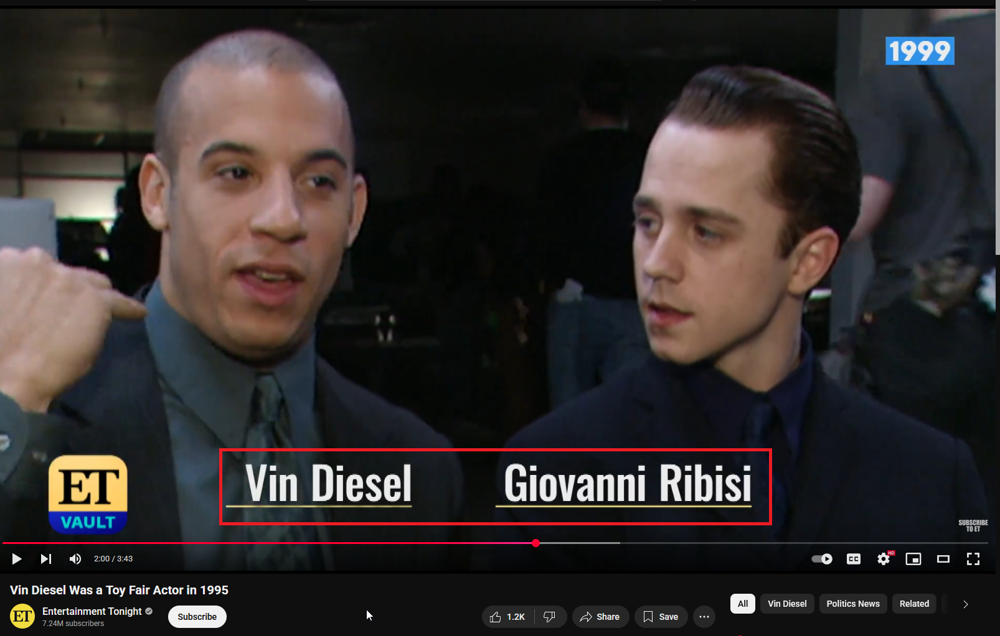 1999
Vin Diesel Giovanni Ribisi
ET
VAULT
SUBSCRIBE
TO ET
2:00 / 3:43
CC
HD
Vin Diesel Was a Toy Fair Actor in 1995
ET
Entertainment Tonight
7.24M subscribers
Subscribe
1.2K
Share
Save
All
Vin Diesel
Politics News
Related